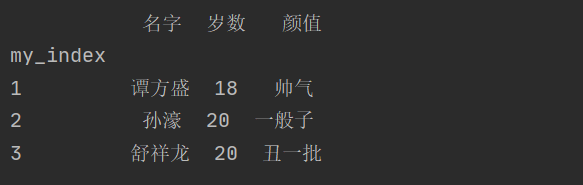 名字 岁数 颜值
my_index
1 谭方盛 18 帅气
2 孙濠 20 一般子
3 舒祥龙 20 丑一批